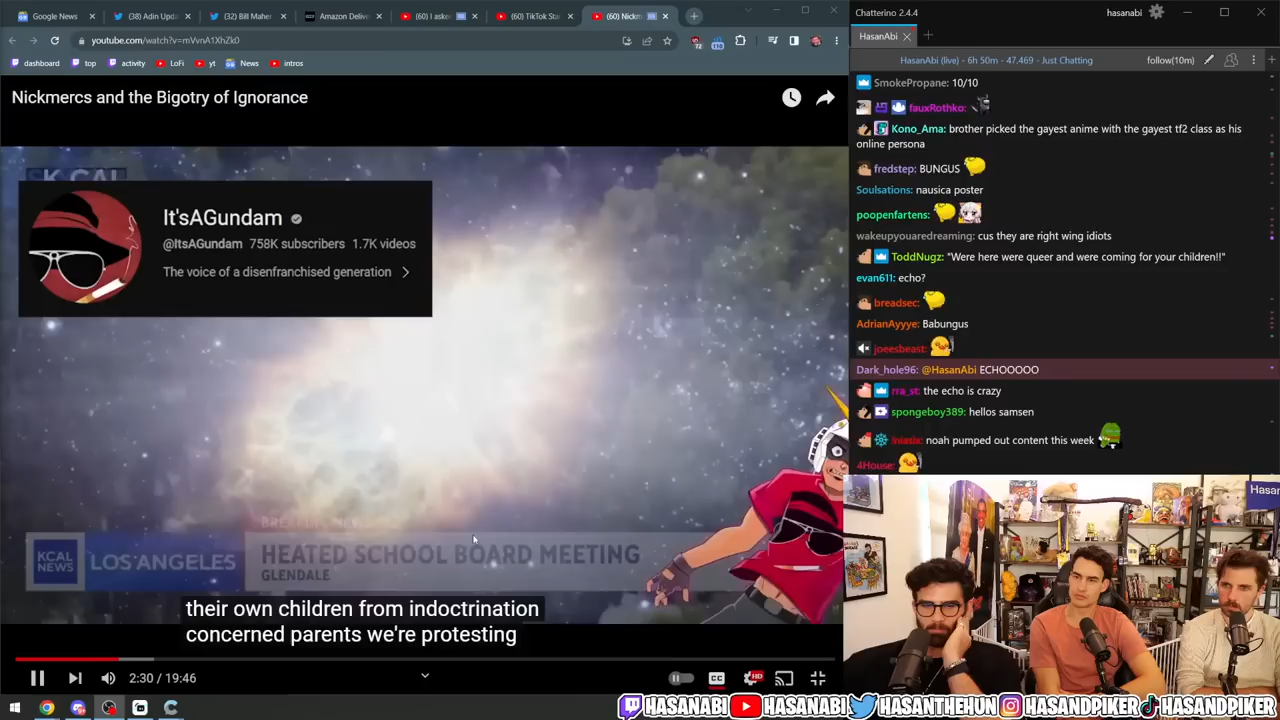 Google News
(38) Adin Upda
(32) Bill Maher
Amazon Delive
(60) I aske
(60) TikTok Sta
(60) Nickm
youtube.com/watch?v=mVvnA1XhZk0
72
110
dashboard
top
activity
LoFi
yt
News
intros
Nickmercs and the Bigotry of Ignorance
K CAL
It'sAGundam
@ItsAGundam 758K subscribers 1.7K videos
The voice of a disenfranchised generation
KCAL
NEWS
LOS ANGELES
HEATED SCHOOL BOARD MEETING
GLENDALE
their own children from indoctrination
concerned parents we're protesting
2:30 / 19:46
CC
HD
Chatterino 2.4.4
hasanabi
HasanAbi
HasanAbi (live) - 6h 50m - 47.469 - Just Chatting
follow(10m)
SmokePropane: 10/10
fauxRothko:
Kono_Ama: brother picked the gayest anime with the gayest tf2 class as his
online persona
fredstep: BUNGUS
Soulsations: nausica poster
poopenfartens:
wakeupyouaredreaming: cus they are right wing idiots
ToddNugz: "Were here were queer and were coming for your children!!"
evan611: echo?
breadsec:
AdrianAyyye: Babungus
joeesbeast:
Dark_hole96: @HasanAbi ECHOOOOO
rra_st: the echo is crazy
spongeboy389: hellos samsen
noah pumped out content this week
4House:
Hasan
HASANABI
HASANABI
HASANTHEHUN
HASANDPIKER
HASANDPIKER